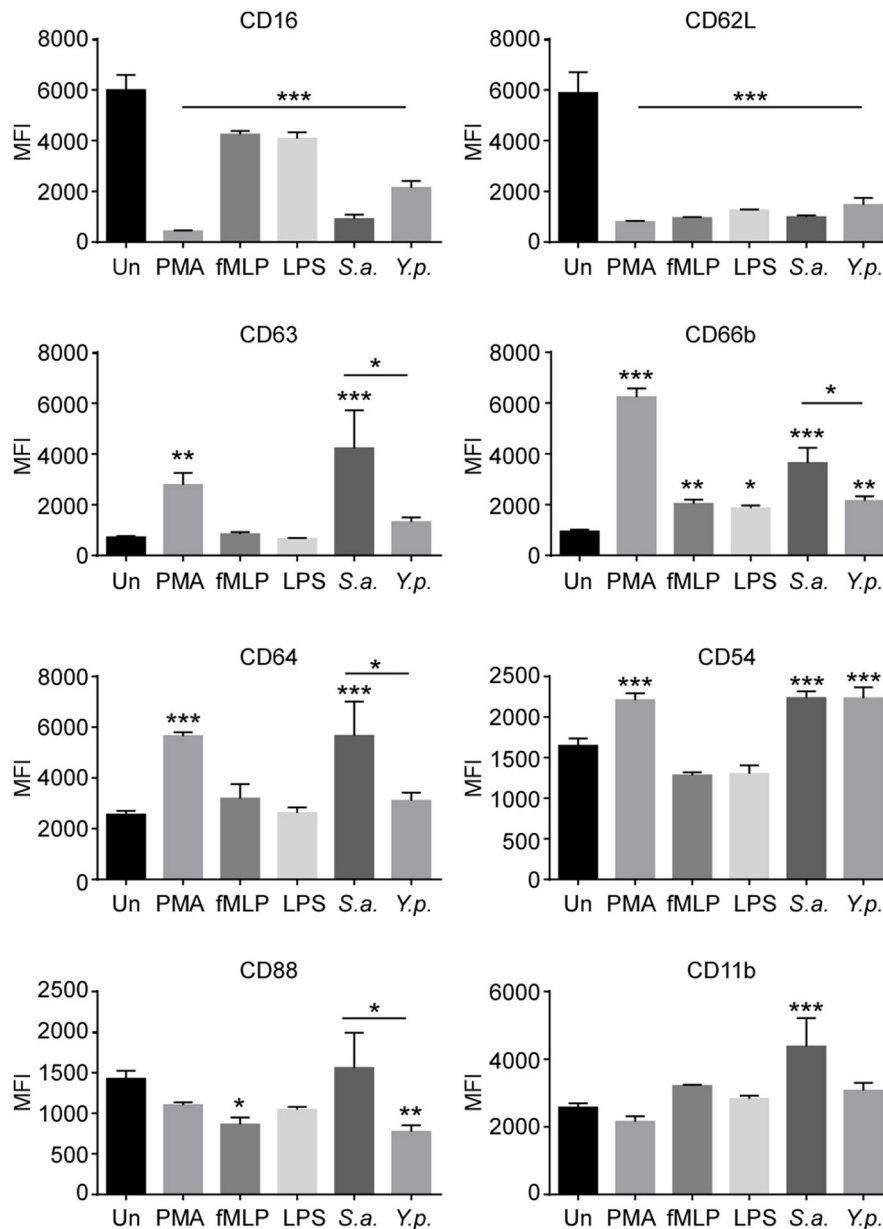 CD16
MFI
8000
6000
4000
2000
0
***
Un PMA fMLP LPS S.a. Y.p.
CD62L
MFI
8000
6000
4000
2000
0
***
Un PMA fMLP LPS S.a. Y.p.
CD63
MFI
8000
6000
4000
2000
0
**
***
*
Un PMA fMLP LPS S.a. Y.p.
CD66b
MFI
8000
6000
4000
2000
0
***
**
*
***
*
**
Un PMA fMLP LPS S.a. Y.p.
CD64
MFI
8000
6000
4000
2000
0
***
***
*
Un PMA fMLP LPS S.a. Y.p.
CD54
MFI
2500
2000
1500
1000
500
0
***
***
***
Un PMA fMLP LPS S.a. Y.p.
CD88
MFI
2500
2000
1500
1000
500
0
*
*
**
Un PMA fMLP LPS S.a. Y.p.
CD11b
MFI
6000
4000
2000
0
***
Un PMA fMLP LPS S.a. Y.p.